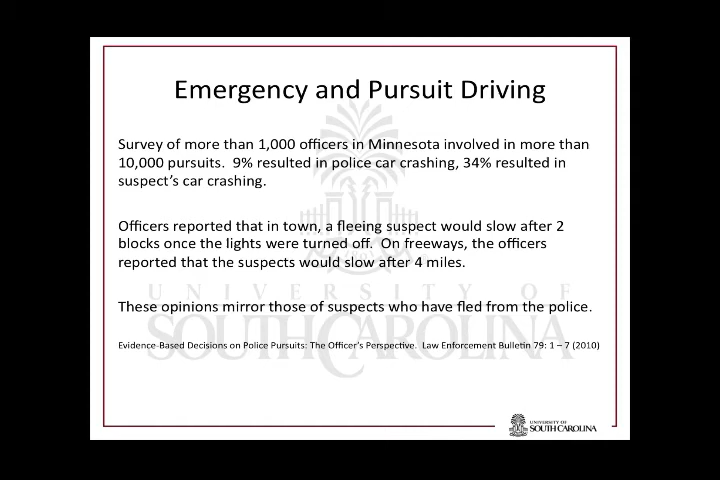 Emergency and Pursuit Driving
Survey of more than 1,000 officers in Minnesota involved in more than
10,000 pursuits.  9% resulted in police car crashing, 34% resulted in
suspect's car crashing.
Officers reported that in town, a fleeing suspect would slow after 2
blocks once the lights were turned off.  On freeways, the officers
reported that the suspects would slow after 4 miles.
UNIVERSITY OF
These opinions mirror those of suspects who have fled from the police.
SOUTH CAROLINA
Evidence-Based Decisions on Police Pursuits: The Officer's Perspective.  Law Enforcement Bulletin 79: 1 – 7 (2010)
UNIVERSITY OF
SOUTH CAROLINA